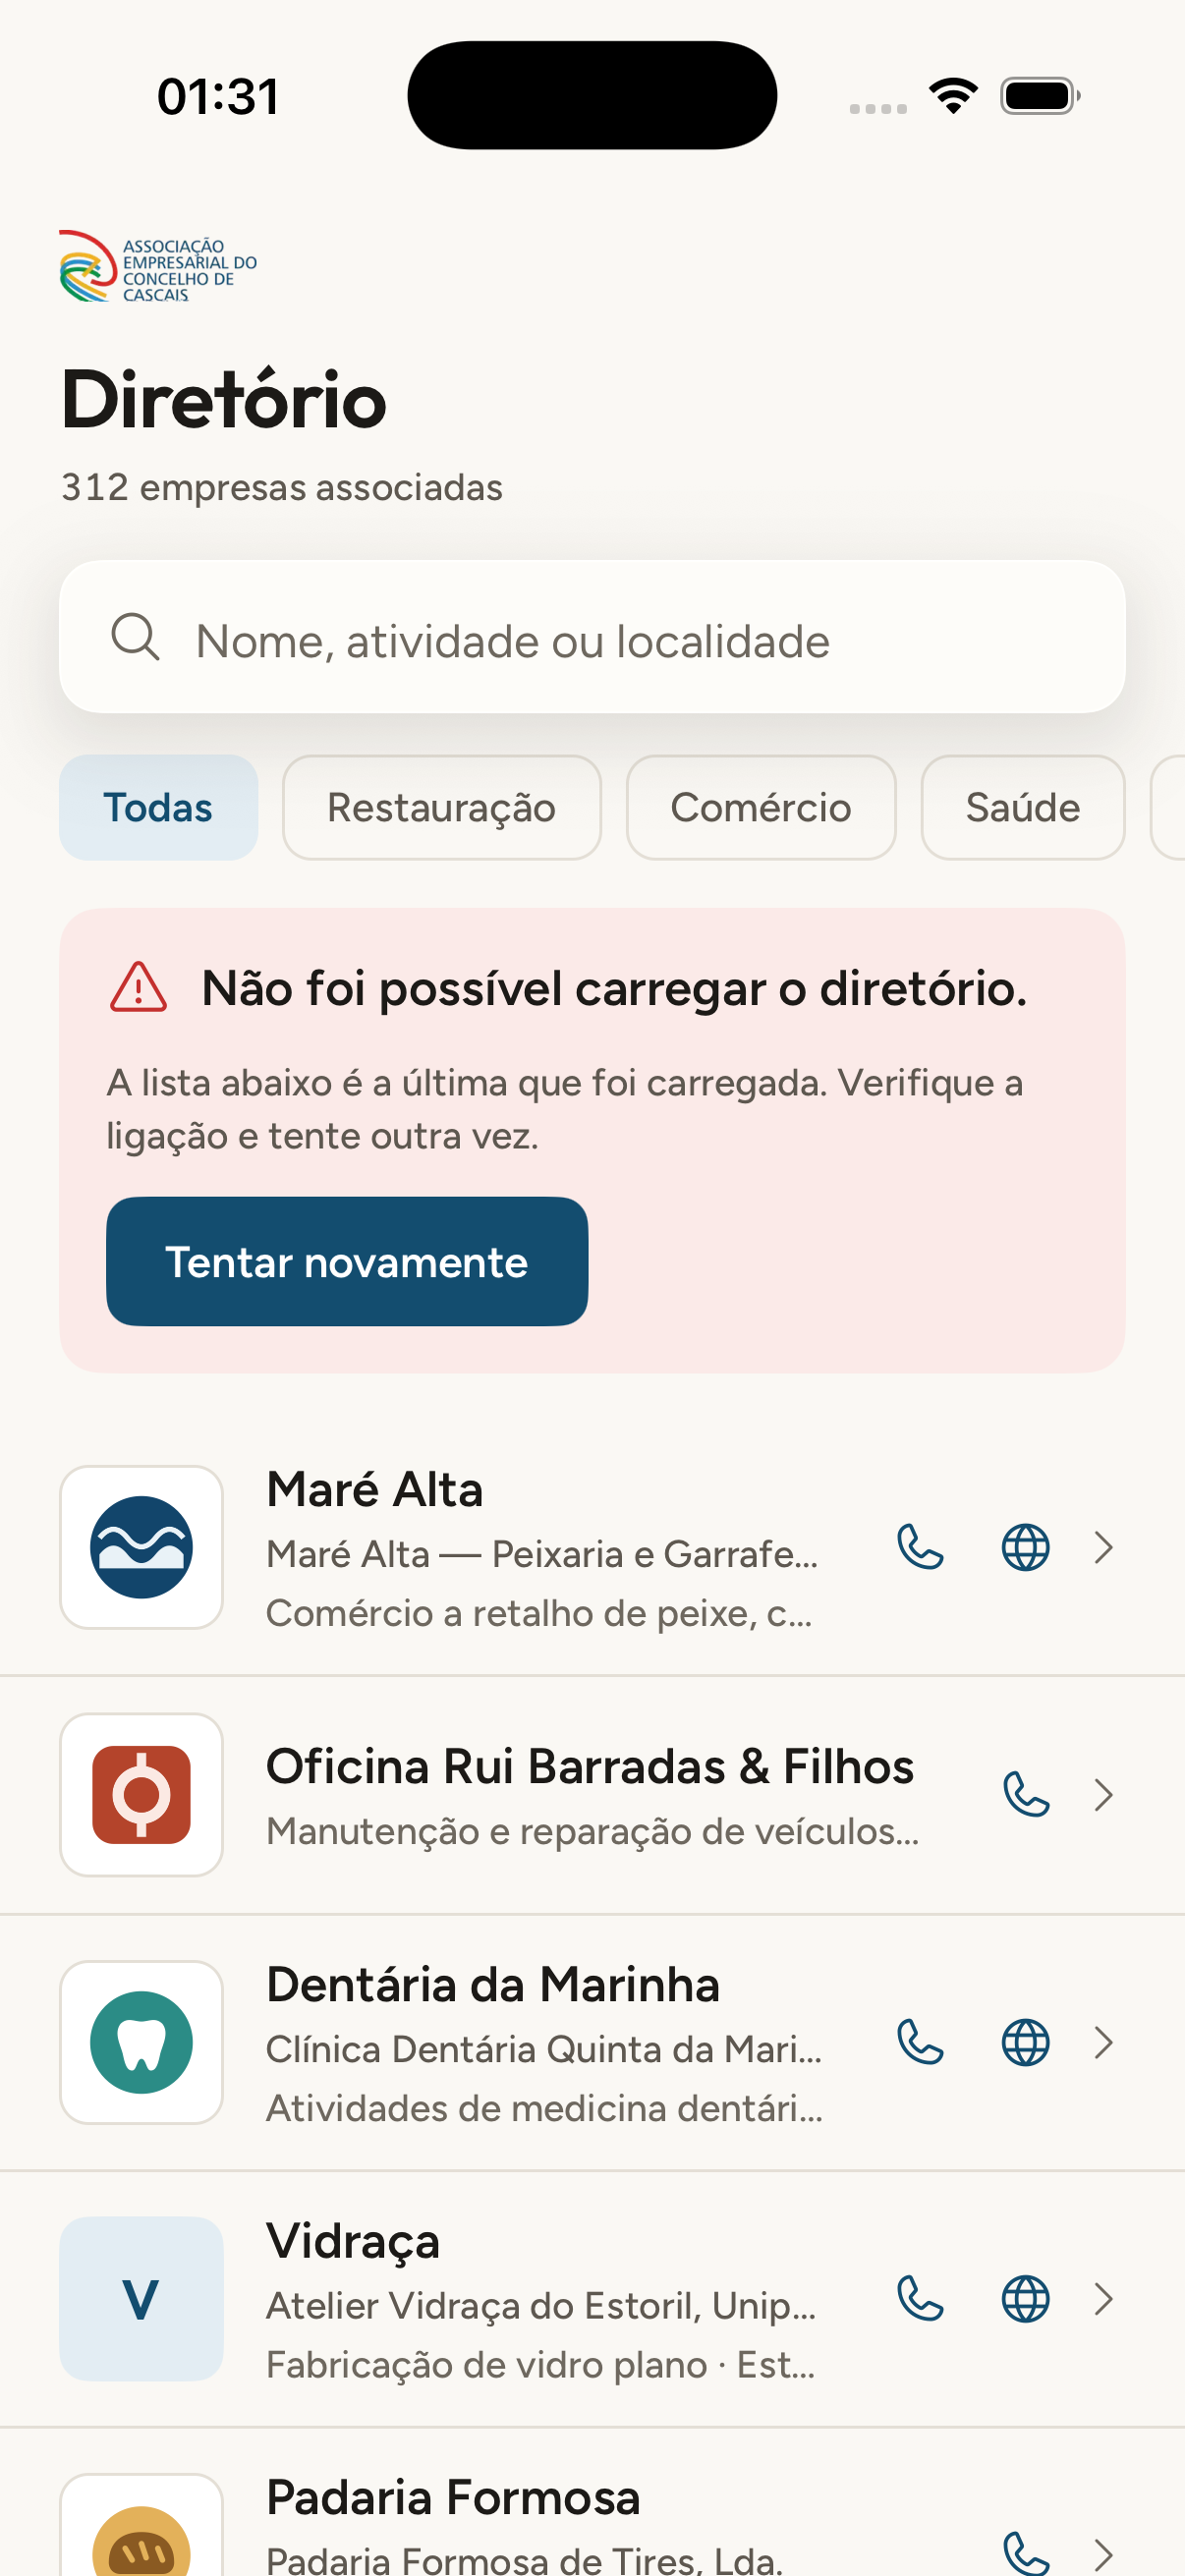 01:31
ASSOCIAÇÃO
EMPRESARIAL DO
CONCELHO DE
CASCAIS
Diretório
312 empresas associadas
Nome, atividade ou localidade
Todas
Restauração
Comércio
Saúde
Não foi possível carregar o diretório.
A lista abaixo é a última que foi carregada. Verifique a
ligação e tente outra vez.
Tentar novamente
Maré Alta
Maré Alta — Peixaria e Garrafe...
Comércio a retalho de peixe, c...
Oficina Rui Barradas & Filhos
Manutenção e reparação de veículos...
Dentária da Marinha
Clínica Dentária Quinta da Mari...
Atividades de medicina dentári...
V
Vidraça
Atelier Vidraça do Estoril, Unip...
Fabricação de vidro plano · Est...
Padaria Formosa
Padaria Formosa de Tires, Lda.